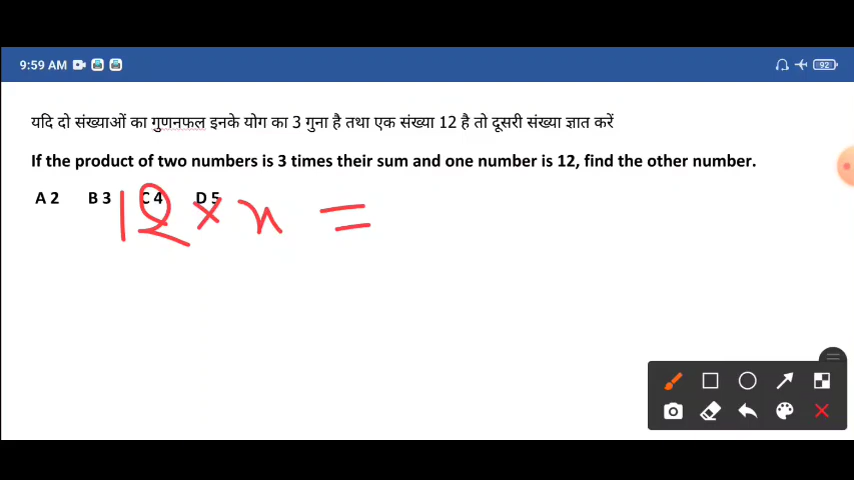 9:59 AM 92
यदि दो संख्याओं का गुणनफल इनके योग का 3 गुना है तथा एक संख्या 12 है तो दूसरी संख्या ज्ञात करें
If the product of two numbers is 3 times their sum and one number is 12, find the other number.
A 2 B 3 C 4 D 5
12 × x =